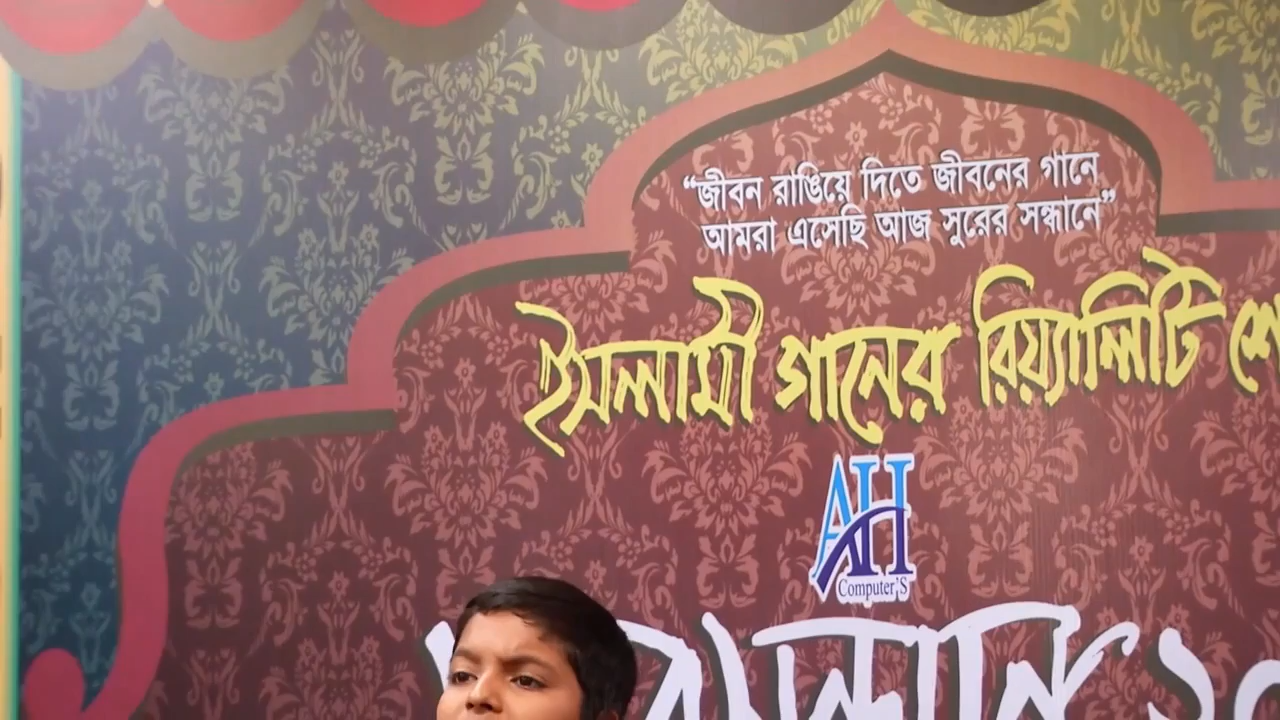 “জীবন রাঙিয়ে দিতে জীবনের গানে
আমরা এসেছি আজ সুরের সন্ধানে”
ইসলামী গানের রিয়্যালিটি
AH
Computer'S